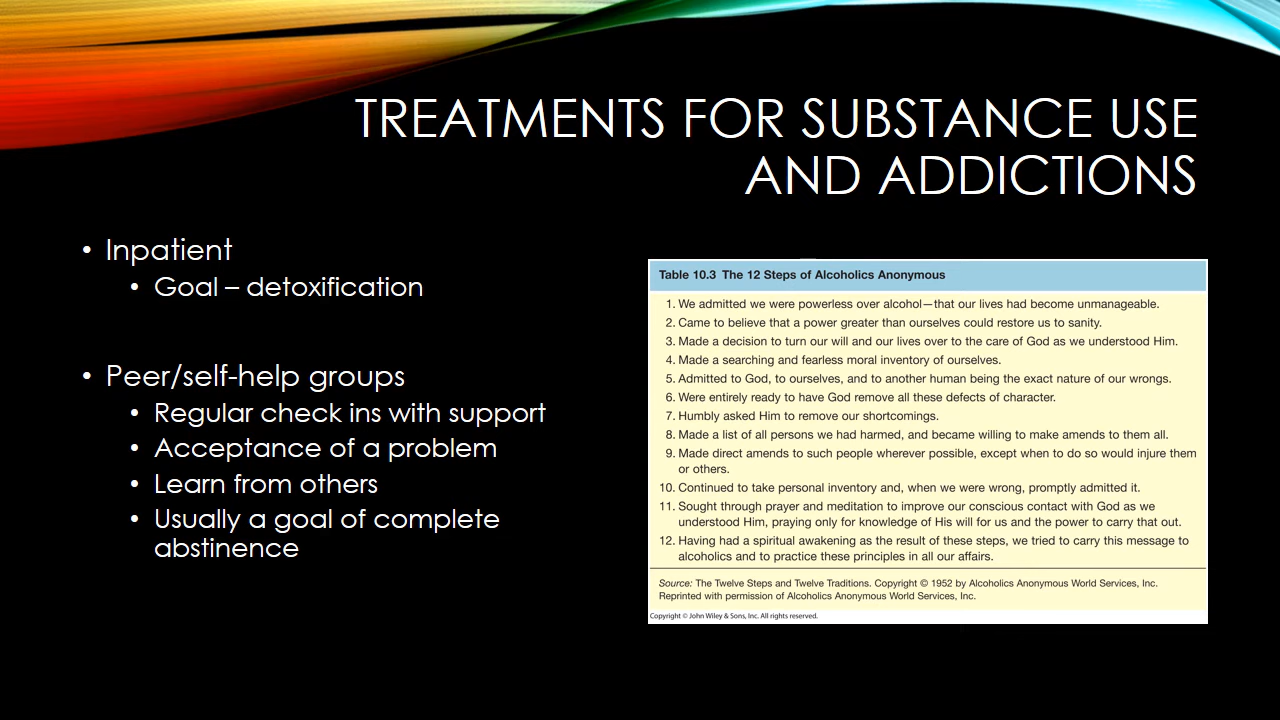 TREATMENTS FOR SUBSTANCE USE
AND ADDICTIONS
• Inpatient
• Goal – detoxification
• Peer/self-help groups
• Regular check ins with support
• Acceptance of a problem
• Learn from others
• Usually a goal of complete
abstinence
Table 10.3 The 12 Steps of Alcoholics Anonymous
1. We admitted we were powerless over alcohol—that our lives had become unmanageable.
2. Came to believe that a power greater than ourselves could restore us to sanity.
3. Made a decision to turn our will and our lives over to the care of God as we understood Him.
4. Made a searching and fearless moral inventory of ourselves.
5. Admitted to God, to ourselves, and to another human being the exact nature of our wrongs.
6. Were entirely ready to have God remove all these defects of character.
7. Humbly asked Him to remove our shortcomings.
8. Made a list of all persons we had harmed, and became willing to make amends to them all.
9. Made direct amends to such people wherever possible, except when to do so would injure them
or others.
10. Continued to take personal inventory and, when we were wrong, promptly admitted it.
11. Sought through prayer and meditation to improve our conscious contact with God as we
understood Him, praying only for knowledge of His will for us and the power to carry that out.
12. Having had a spiritual awakening as the result of these steps, we tried to carry this message to
alcoholics and to practice these principles in all our affairs.
Source: The Twelve Steps and Twelve Traditions. Copyright © 1952 by Alcoholics Anonymous World Services, Inc.
Reprinted with permission of Alcoholics Anonymous World Services, Inc.
Copyright © John Wiley & Sons, Inc. All rights reserved.